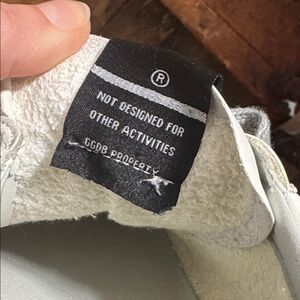 ®
NOT DESIGNED FOR
OTHER ACTIVITIES
GGDB PROPERTY